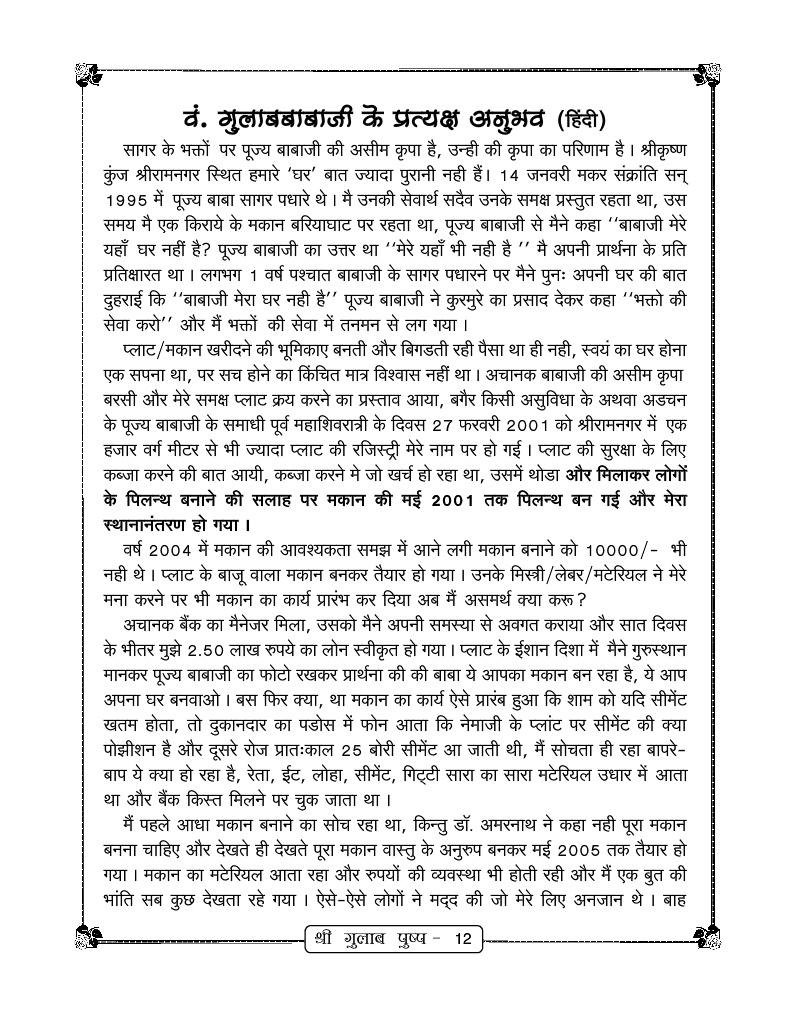 वं. गुलाबबाबाजी के प्रत्यक्ष अनुभव (हिंदी)
सागर के भक्तों पर पूज्य बाबाजी की असीम कृपा है, उन्ही की कृपा का परिणाम है । श्रीकृष्ण
कुंज श्रीरामनगर स्थित हमारे ‘घर’ बात ज्यादा पुरानी नही हैं। 14 जनवरी मकर संक्रांति सन्
1995 में पूज्य बाबा सागर पधारे थे । मै उनकी सेवार्थ सदैव उनके समक्ष प्रस्तुत रहता था, उस
समय मै एक किराये के मकान बरियाघाट पर रहता था, पूज्य बाबाजी से मैने कहा ‘‘बाबाजी मेरे
यहाँ घर नहीं है? पूज्य बाबाजी का उत्तर था ‘‘मेरे यहाँ भी नही है ’’ मै अपनी प्रार्थना के प्रति
प्रतिक्षारत था । लगभग 1 वर्ष पश्चात बाबाजी के सागर पधारने पर मैने पुनः अपनी घर की बात
दुहराई कि ‘‘बाबाजी मेरा घर नही है’’ पूज्य बाबाजी ने कुरमुरे का प्रसाद देकर कहा ‘‘भक्तो की
सेवा करो’’ और मैं भक्तों की सेवा में तनमन से लग गया ।
प्लाट/मकान खरीदने की भूमिकाए बनती और बिगडती रही पैसा था ही नही, स्वयं का घर होना
एक सपना था, पर सच होने का किंचित मात्र विश्वास नहीं था । अचानक बाबाजी की असीम कृपा
बरसी और मेरे समक्ष प्लाट क्रय करने का प्रस्ताव आया, बगैर किसी असुविधा के अथवा अडचन
के पूज्य बाबाजी के समाधी पूर्व महाशिवरात्री के दिवस 27 फरवरी 2001 को श्रीरामनगर में एक
हजार वर्ग मीटर से भी ज्यादा प्लाट की रजिस्ट्री मेरे नाम पर हो गई । प्लाट की सुरक्षा के लिए
कब्जा करने की बात आयी, कब्जा करने मे जो खर्च हो रहा था, उसमें थोडा और मिलाकर लोगों
के पिलन्थ बनाने की सलाह पर मकान की मई 2001 तक पिलन्थ बन गई और मेरा
स्थानानंतरण हो गया ।
वर्ष 2004 में मकान की आवश्यकता समझ में आने लगी मकान बनाने को 10000/- भी
नही थे । प्लाट के बाजू वाला मकान बनकर तैयार हो गया । उनके मिस्त्री/लेबर/मटेरियल ने मेरे
मना करने पर भी मकान का कार्य प्रारंभ कर दिया अब मैं असमर्थ क्या करू ?
अचानक बैंक का मैनेजर मिला, उसको मैने अपनी समस्या से अवगत कराया और सात दिवस
के भीतर मुझे 2.50 लाख रुपये का लोन स्वीकृत हो गया । प्लाट के ईशान दिशा में मैने गुरुस्थान
मानकर पूज्य बाबाजी का फोटो रखकर प्रार्थना की की बाबा ये आपका मकान बन रहा है, ये आप
अपना घर बनवाओ । बस फिर क्या, था मकान का कार्य ऐसे प्रारंब हुआ कि शाम को यदि सीमेंट
खतम होता, तो दुकानदार का पडोस में फोन आता कि नेमाजी के प्लांट पर सीमेंट की क्या
पोझीशन है और दूसरे रोज प्रातःकाल 25 बोरी सीमेंट आ जाती थी, मैं सोचता ही रहा बापरे-
बाप ये क्या हो रहा है, रेता, ईट, लोहा, सीमेंट, गिट्टी सारा का सारा मटेरियल उधार में आता
था और बैंक किस्त मिलने पर चुक जाता था ।
मैं पहले आधा मकान बनाने का सोच रहा था, किन्तु डॉ. अमरनाथ ने कहा नही पूरा मकान
बनना चाहिए और देखते ही देखते पूरा मकान वास्तु के अनुरुप बनकर मई 2005 तक तैयार हो
गया । मकान का मटेरियल आता रहा और रुपयों की व्यवस्था भी होती रही और मैं एक बुत की
भांति सब कुछ देखता रहे गया । ऐसे-ऐसे लोगों ने मद्द की जो मेरे लिए अनजान थे । बाह
श्री गुलाब पुष्प - 12